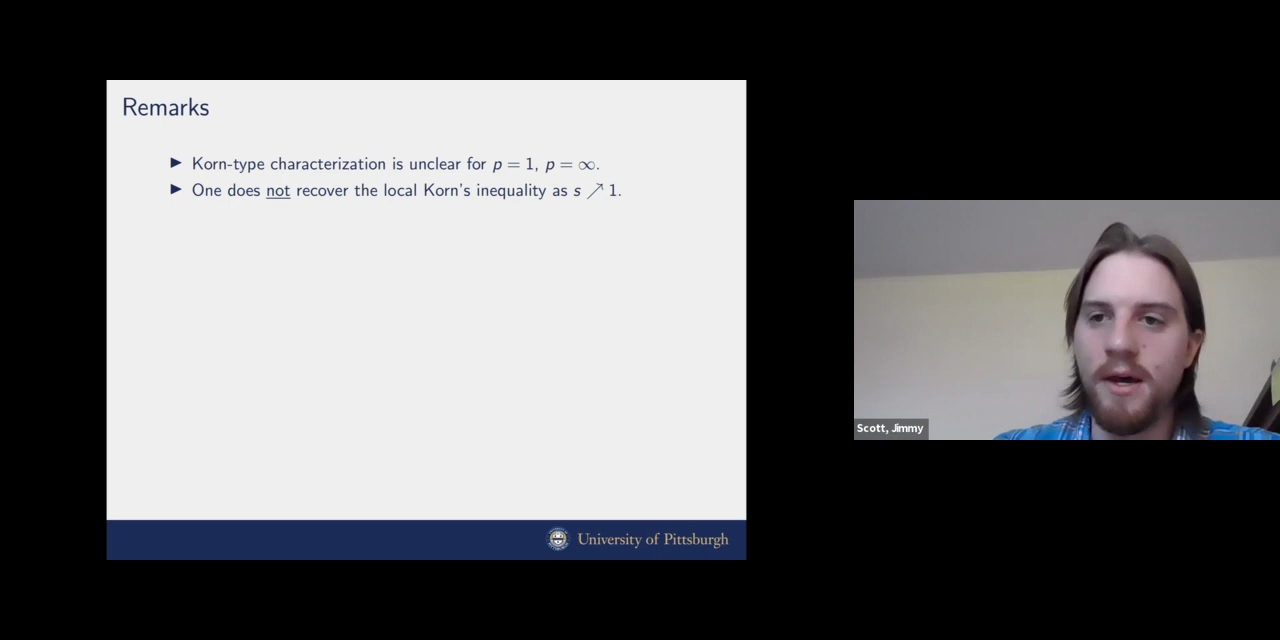 Remarks
▶ Korn-type characterization is unclear for p = 1, p = ∞.
▶ One does not recover the local Korn's inequality as s ↗ 1.
University of Pittsburgh
Scott, Jimmy